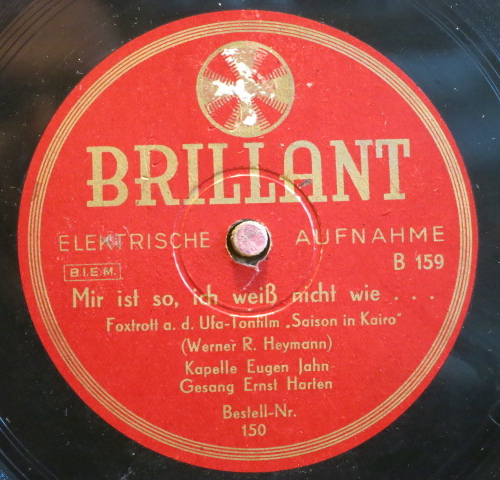 BRILLANT
ELEKTRISCHE AUFNAHME
B.I.E.M. B 159
Mir ist so, ich weiß nicht wie . . .
Foxtrott a. d. Ufa-Tonfilm „Saison in Kairo“
(Werner R. Heymann)
Kapelle Eugen Jahn
Gesang Ernst Harten
Bestell-Nr.
150